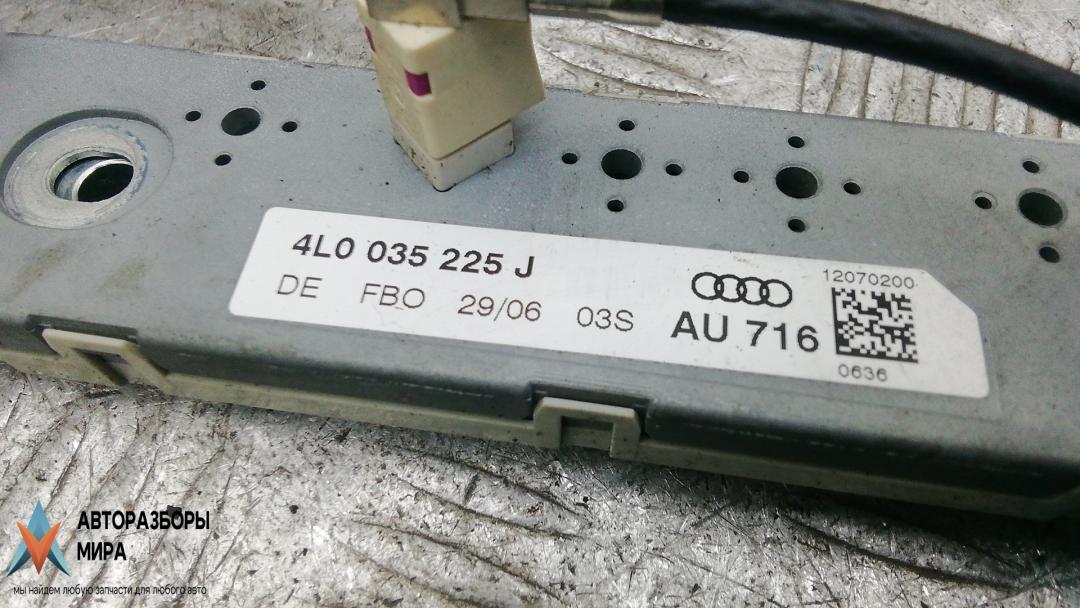 4L0 035 225 J
DE FBO 29/06 03S
AU 716
12070200
0636
АВТОРАЗБОРЫ
МИРА
мы найдем любую запчасти для любого авто